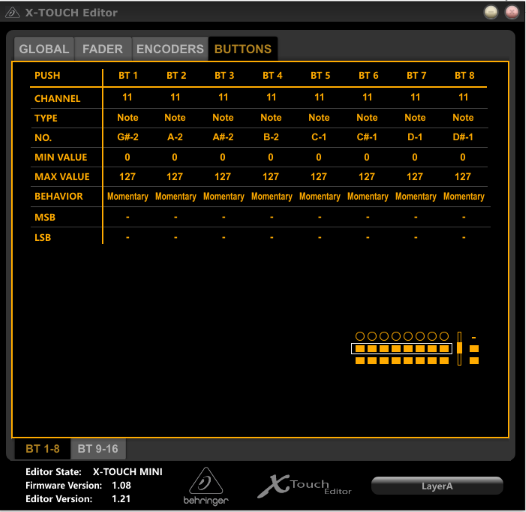 X-TOUCH Editor
GLOBAL FADER ENCODERS BUTTONS
PUSH BT 1 BT 2 BT 3 BT 4 BT 5 BT 6 BT 7 BT 8
CHANNEL 11 11 11 11 11 11 11 11
TYPE Note Note Note Note Note Note Note Note
NO. G#-2 A-2 A#-2 B-2 C-1 C#-1 D-1 D#-1
MIN VALUE 0 0 0 0 0 0 0 0
MAX VALUE 127 127 127 127 127 127 127 127
BEHAVIOR Momentary Momentary Momentary Momentary Momentary Momentary Momentary Momentary
MSB - - - - - - - -
LSB - - - - - - - -
BT 1-8 BT 9-16
Editor State: X-TOUCH MINI
Firmware Version: 1.08
Editor Version: 1.21
behringer
X Touch Editor
LayerA